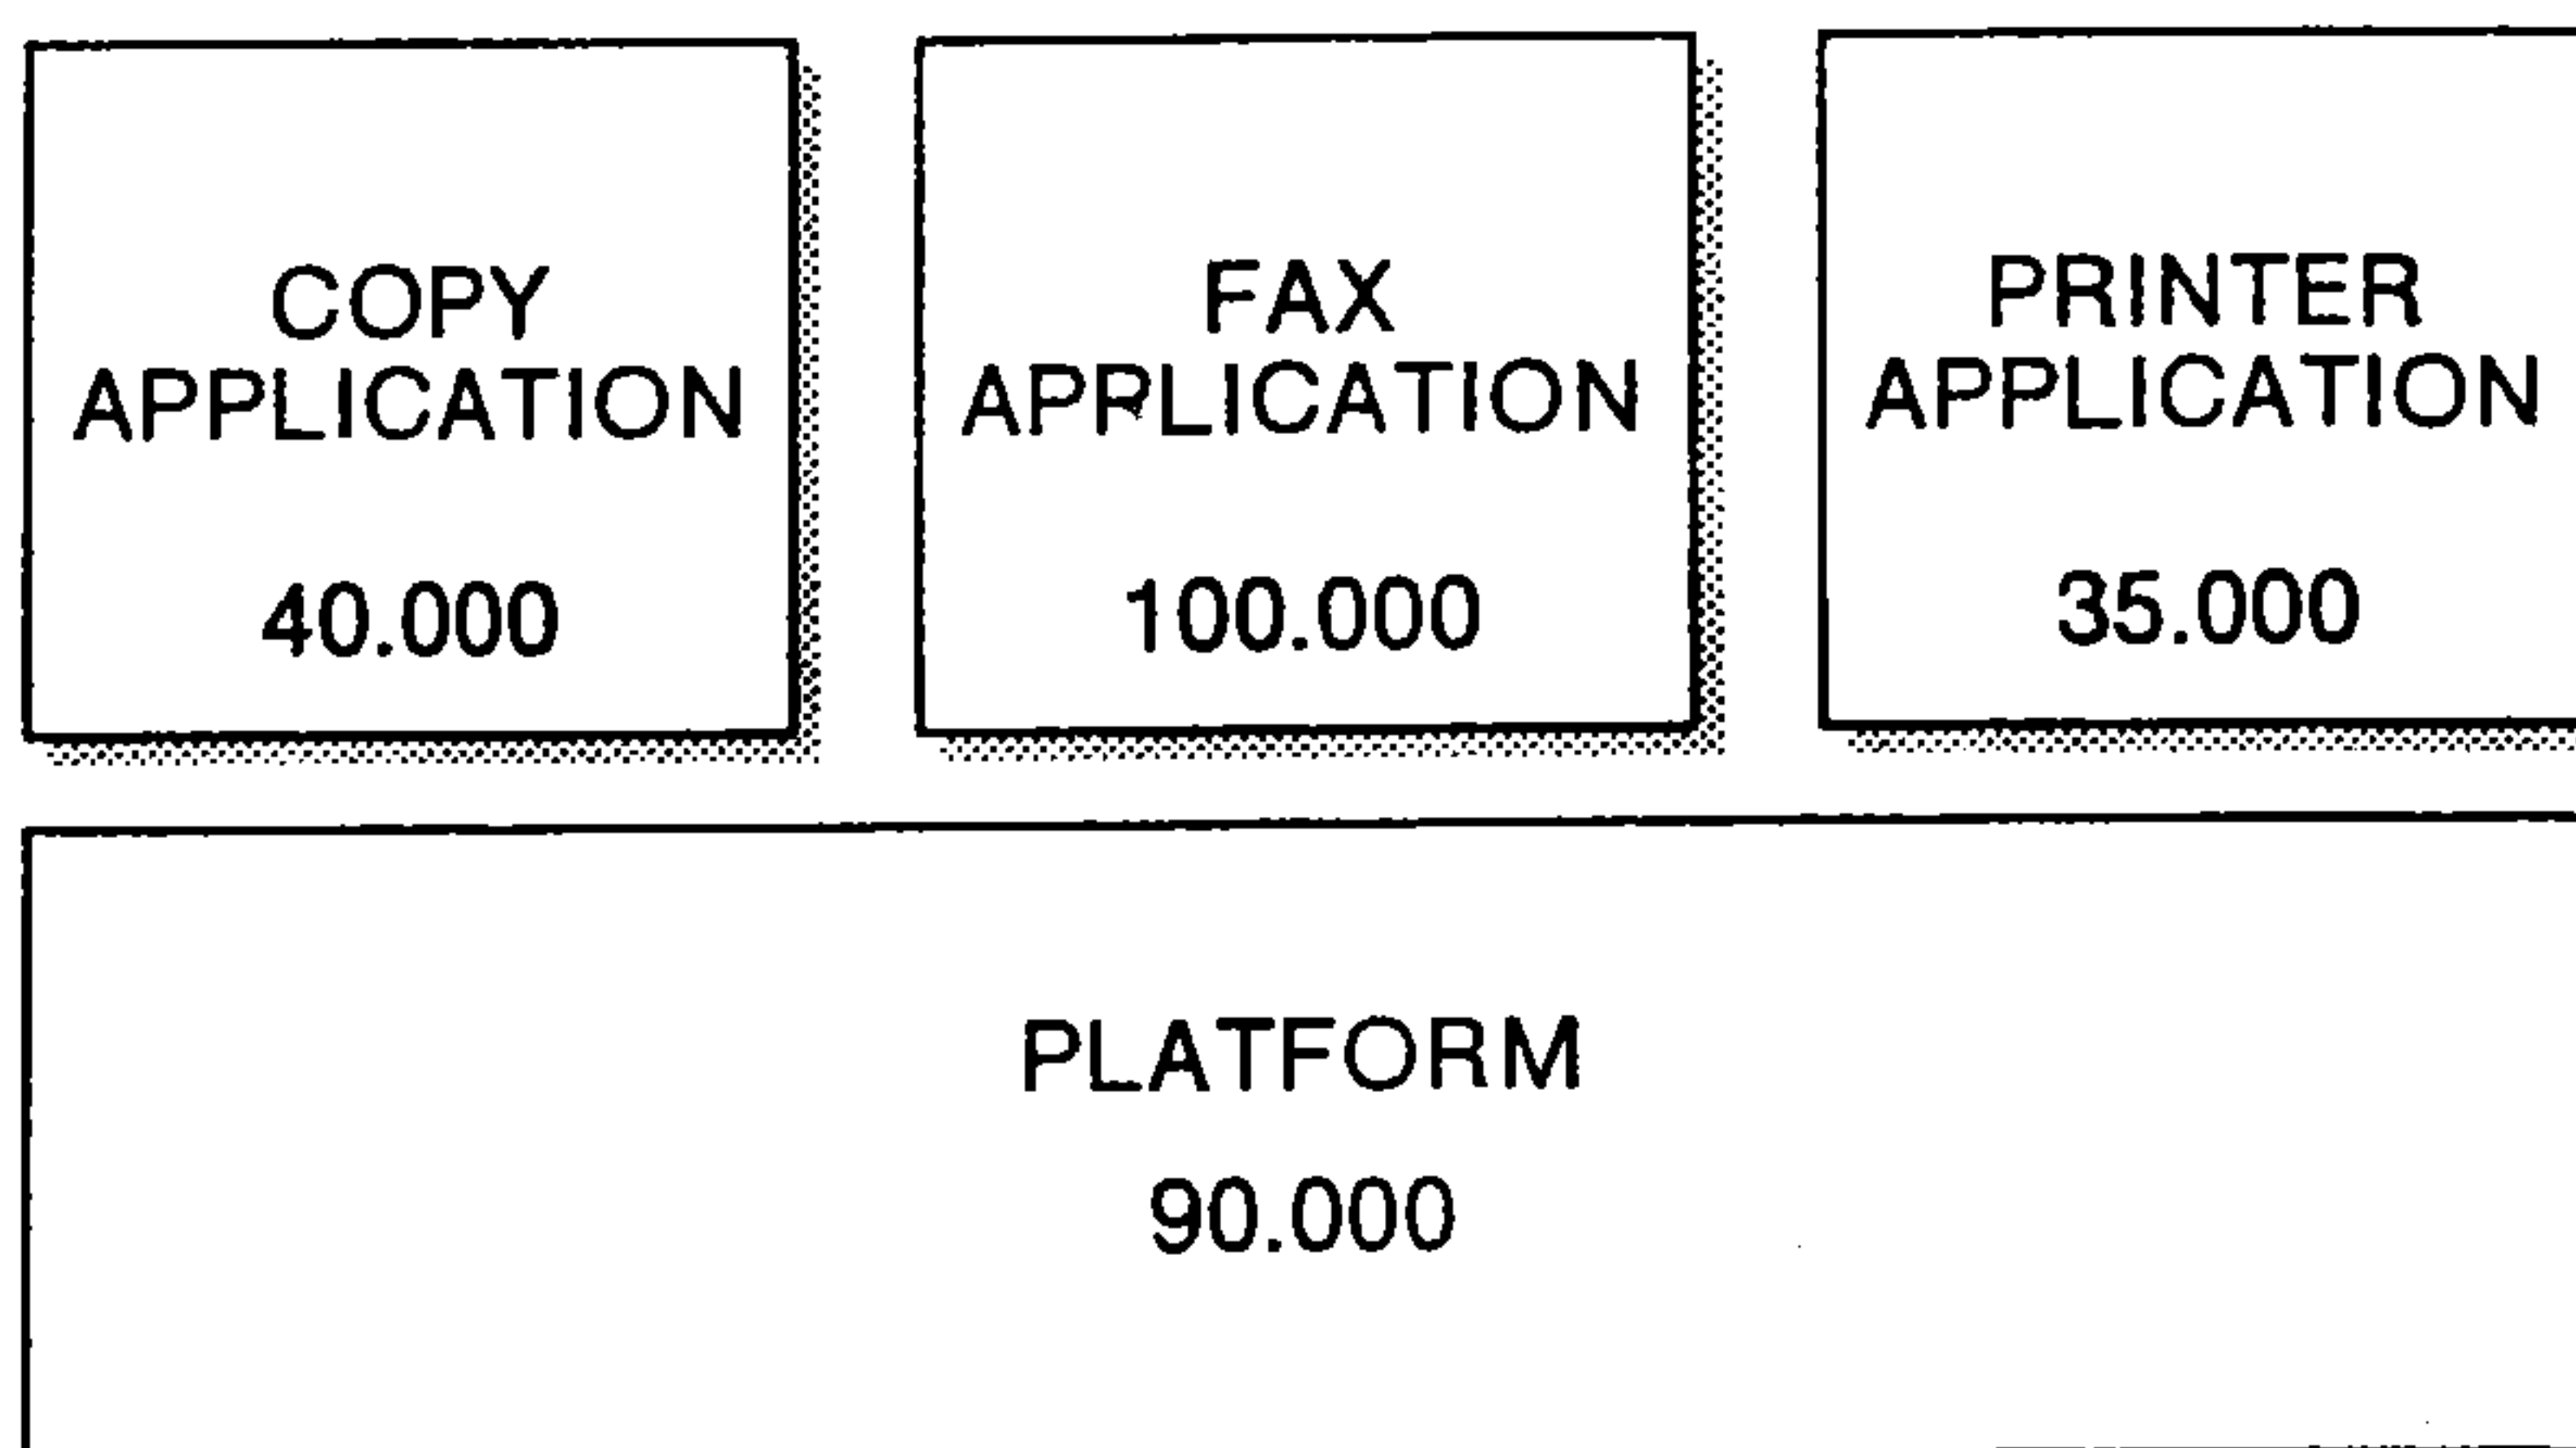 COPY
APPLICATION
40.000
FAX
APPLICATION
100.000
PRINTER
APPLICATION
35.000
PLATFORM
90.000